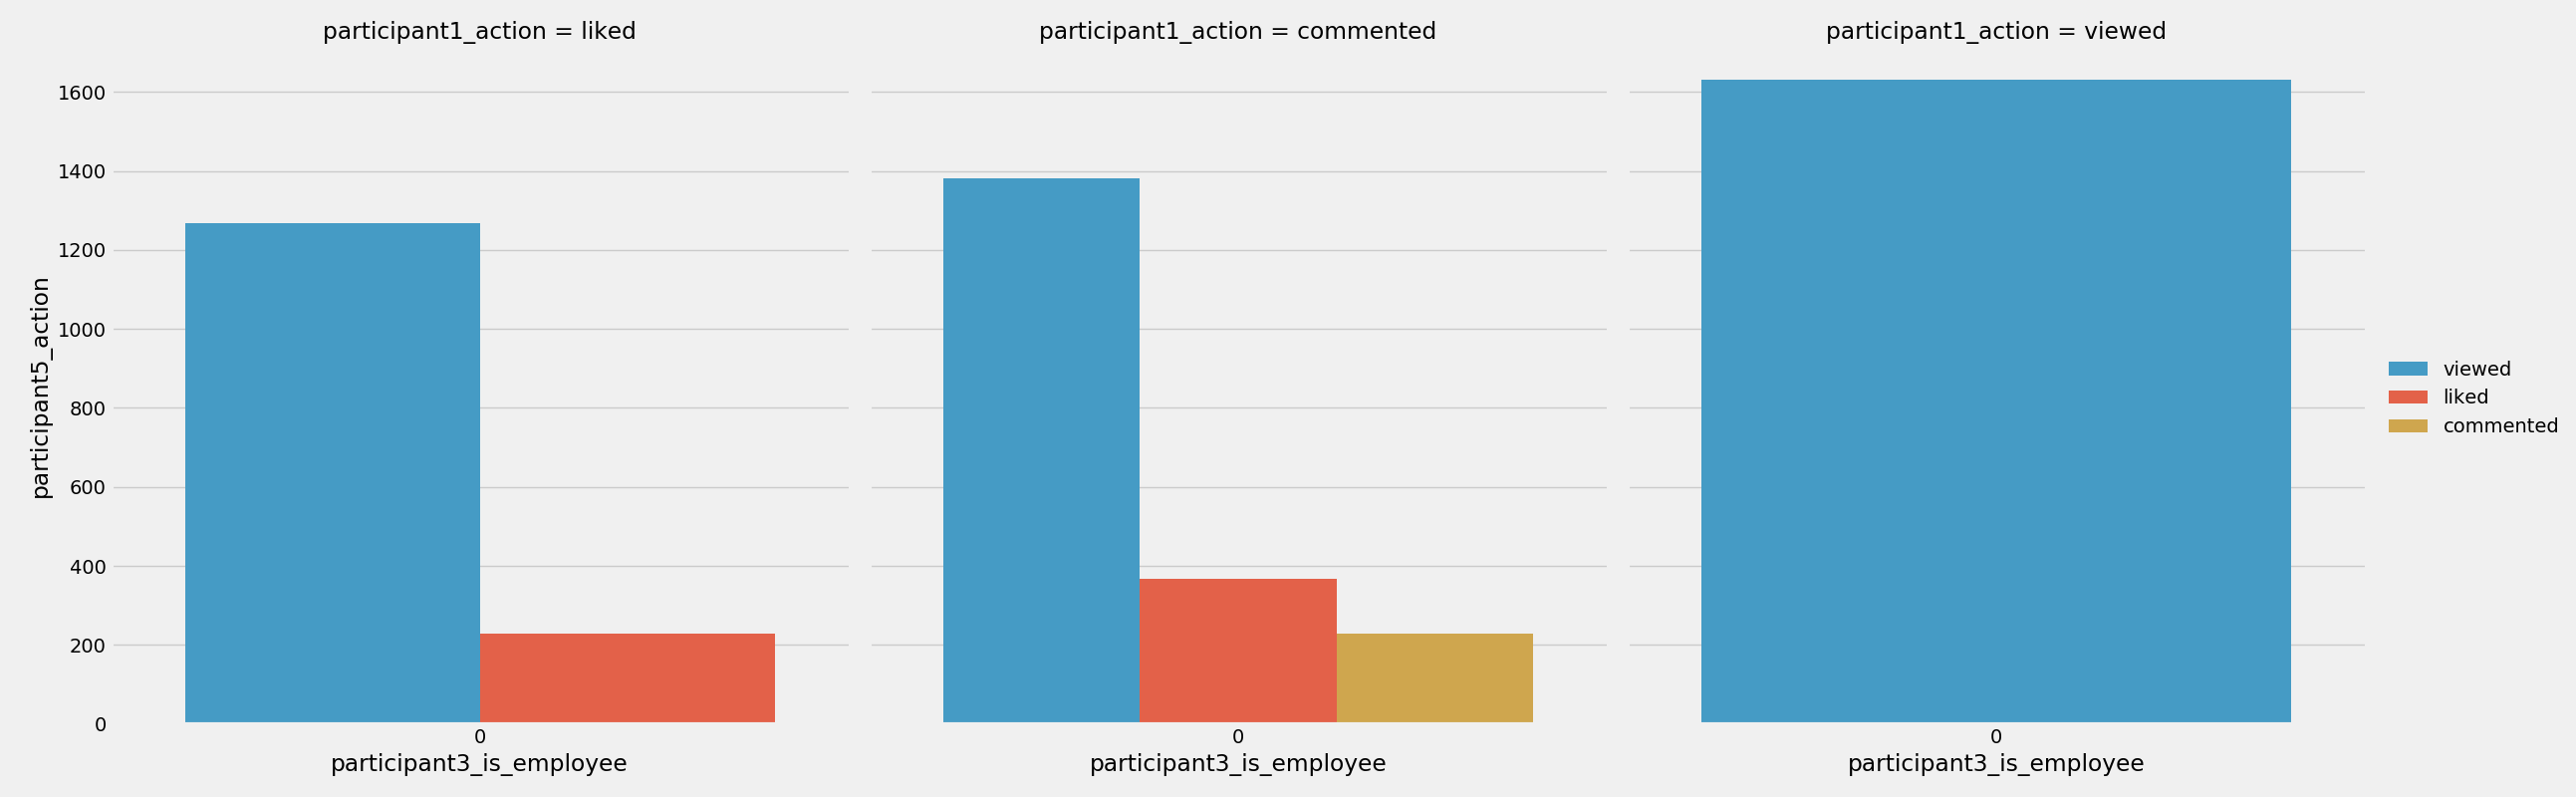 participant1_action = liked
participant1_action = commented
participant1_action = viewed
participant5_action
1600
1400
1200
1000
800
600
400
200
0
0
0
0
participant3_is_employee
participant3_is_employee
participant3_is_employee
viewed
liked
commented